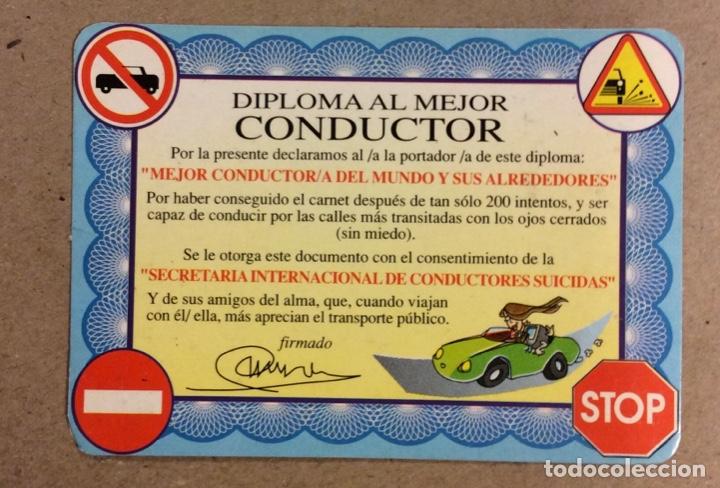 DIPLOMA AL MEJOR
CONDUCTOR
Por la presente declaramos al /a la portador /a de este diploma:
"MEJOR CONDUCTOR/A DEL MUNDO Y SUS ALREDEDORES"
Por haber conseguido el carnet después de tan sólo 200 intentos, y ser
capaz de conducir por las calles más transitadas con los ojos cerrados
(sin miedo).
Se le otorga este documento con el consentimiento de la
"SECRETARIA INTERNACIONAL DE CONDUCTORES SUICIDAS"
Y de sus amigos del alma, que, cuando viajan
con él/ ella, más aprecian el transporte público.
firmado
STOP
todocoleccion
todocoleccion.net